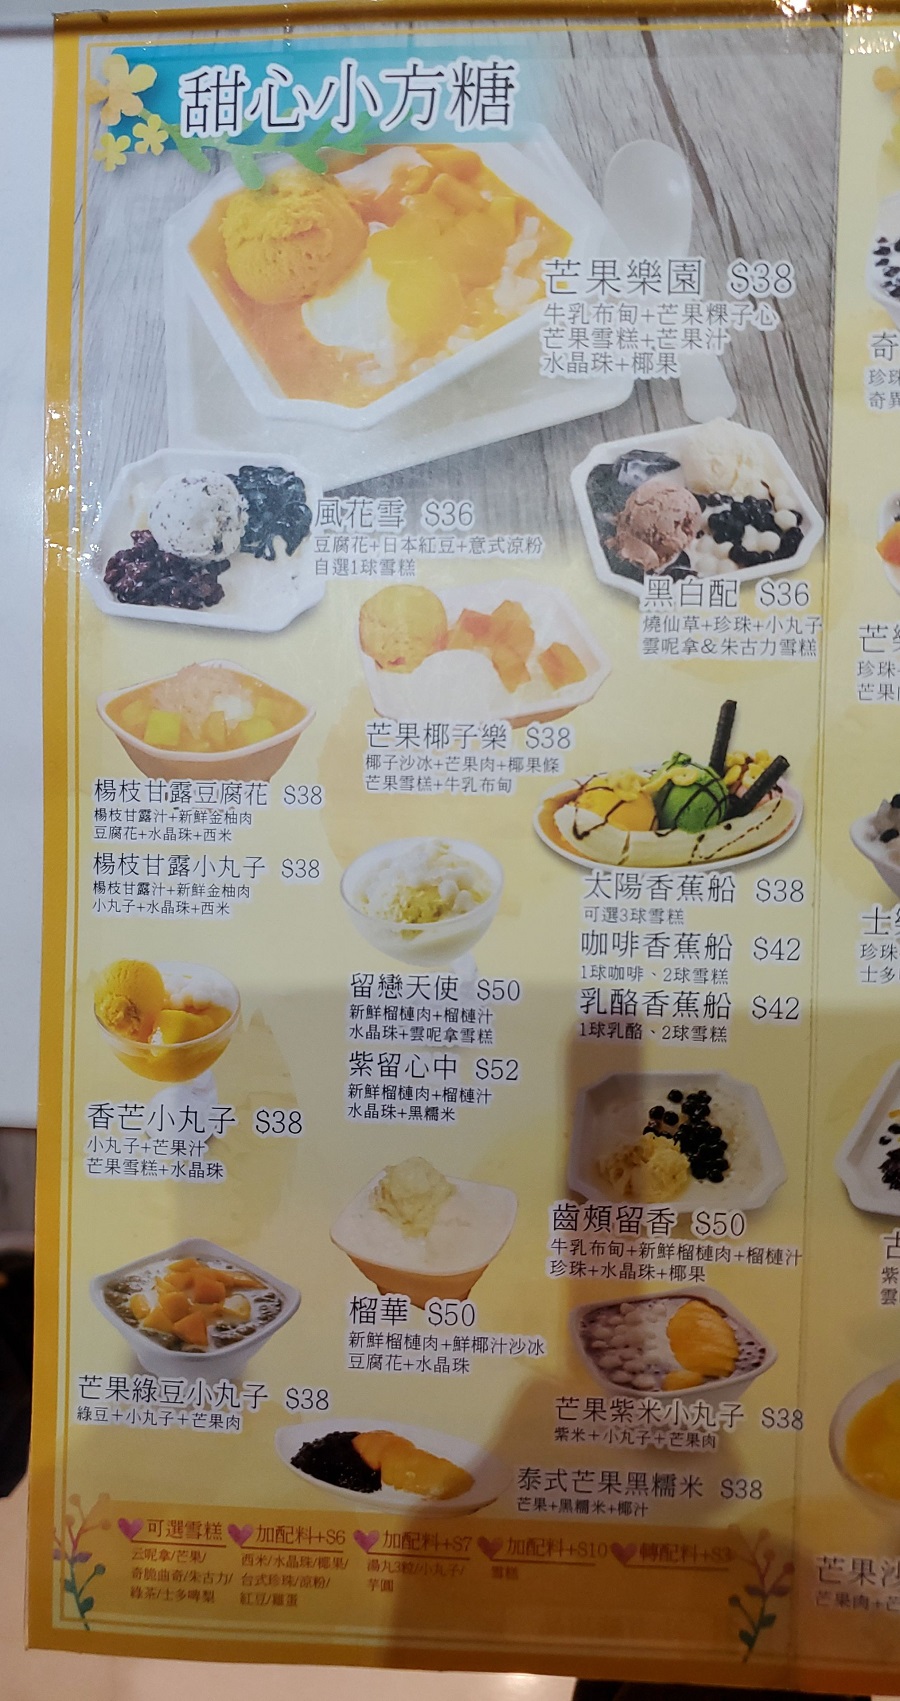 甜心小方糖
芒果樂園 $38
牛乳布甸+芒果粿子心
芒果雪糕+芒果汁
水晶珠+椰果
風花雪 $36
豆腐花+日本紅豆+意式涼粉
自選1球雪糕
黑白配 $36
燒仙草+珍珠+小丸子
雲呢拿&朱古力雪糕
芒果椰子樂 $38
椰子沙冰+芒果肉+椰果條
芒果雪糕+牛乳布甸
楊枝甘露豆腐花 $38
楊枝甘露汁+新鮮金柚肉
豆腐花+水晶珠+西米
楊枝甘露小丸子 $38
楊枝甘露汁+新鮮金柚肉
小丸子+水晶珠+西米
太陽香蕉船 $38
可選3球雪糕
咖啡香蕉船 $42
1球咖啡、2球雪糕
乳酪香蕉船 $42
1球乳酪、2球雪糕
留戀天使 $50
新鮮榴槤肉+榴槤汁
水晶珠+雲呢拿雪糕
紫留心中 $52
新鮮榴槤肉+榴槤汁
水晶珠+黑糯米
香芒小丸子 $38
小丸子+芒果汁
芒果雪糕+水晶珠
齒頰留香 $50
牛乳布甸+新鮮榴槤肉+榴槤汁
珍珠+水晶珠+椰果
榴華 $50
新鮮榴槤肉+鮮椰汁沙冰
豆腐花+水晶珠
芒果綠豆小丸子 $38
綠豆+小丸子+芒果肉
芒果紫米小丸子 $38
紫米+小丸子+芒果肉
泰式芒果黑糯米 $38
芒果+黑糯米+椰汁
可選雪糕
云呢拿/芒果/
奇脆曲奇/朱古力/
綠茶/士多啤梨
加配料+$6
西米/水晶珠/椰果/
台式珍珠/涼粉/
紅豆/雞蛋
加配料+$7
湯丸3粒/小丸子/
芋圓
加配料+$10
雪糕
轉配料+$3
奇
珍珠
奇異
芒
珍珠
芒果
士
珍珠
士多
古
紫
雲
芒果沙
芒果肉+芒